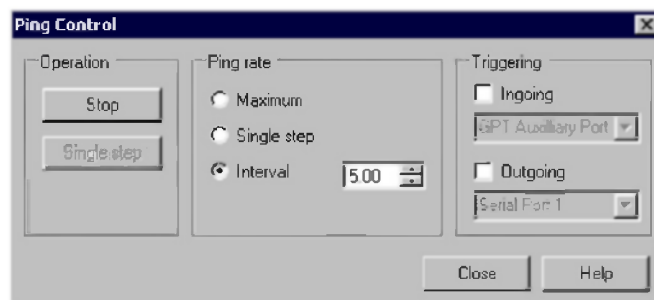 Ping Control
Operation
Stop
Single step
Ping rate
Maximum
Single step
Interval
5.00
Triggering
Ingoing
GPT Auxilliary Port
Outgoing
Serial Port 1
Close
Help